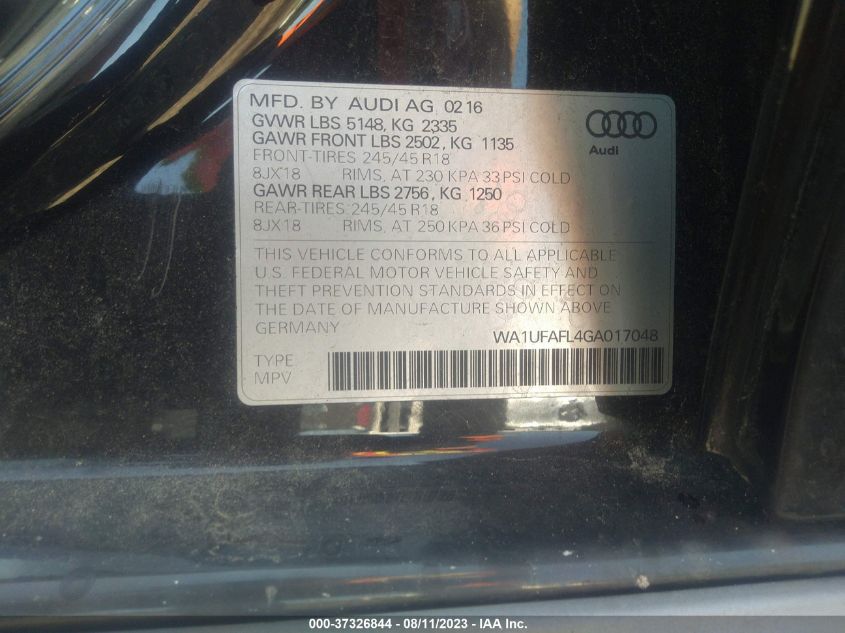 MFD. BY AUDI AG 02 16
GVWR LBS 5148, KG 2335
GAWR FRONT LBS 2502, KG 1135
FRONT-TIRES 245/45 R18
8JX18 RIMS, AT 230 KPA 33 PSI COLD
GAWR REAR LBS 2756, KG 1250
REAR-TIRES 245/45 R18
8JX18 RIMS, AT 250 KPA 36 PSI COLD
Audi
THIS VEHICLE CONFORMS TO ALL APPLICABLE
U.S. FEDERAL MOTOR VEHICLE SAFETY AND
THEFT PREVENTION STANDARDS IN EFFECT ON
THE DATE OF MANUFACTURE SHOWN ABOVE
GERMANY
WA1UFAFL4GA017048
TYPE
MPV
000-37326844 - 08/11/2023 - IAA Inc.